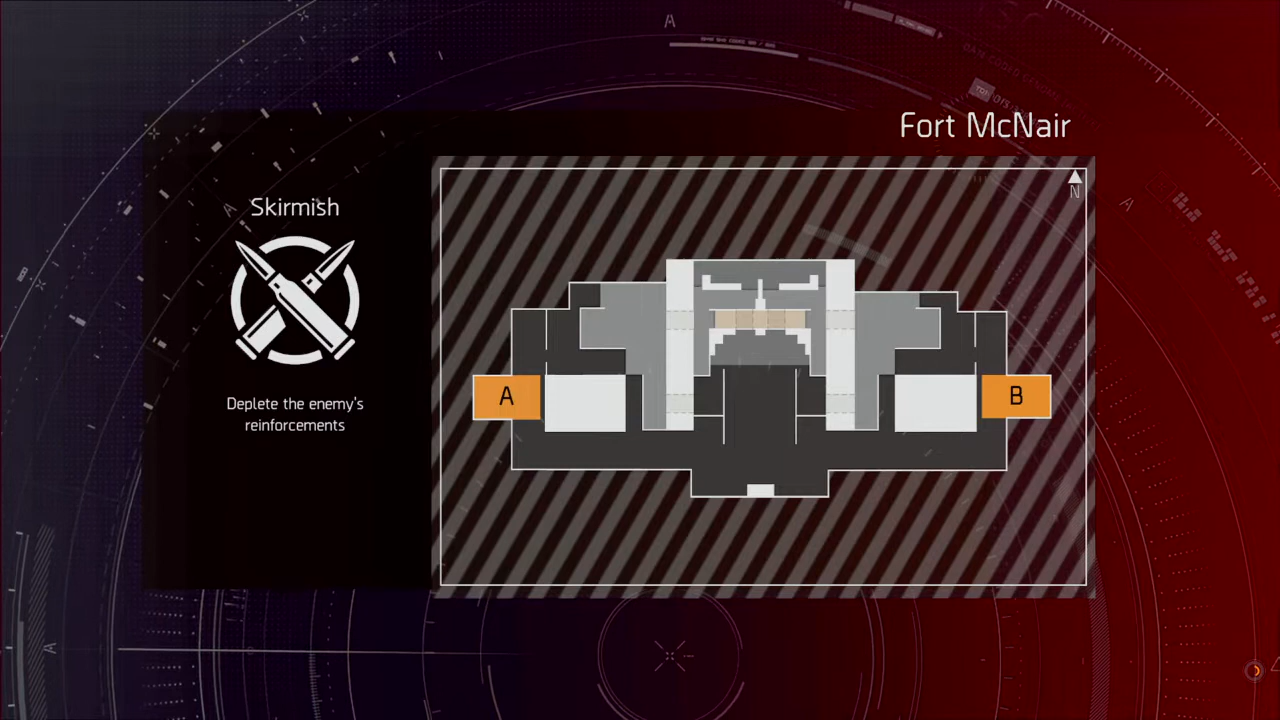 Fort McNair
N
Skirmish
Deplete the enemy's
reinforcements
A
B
A
A
A
A